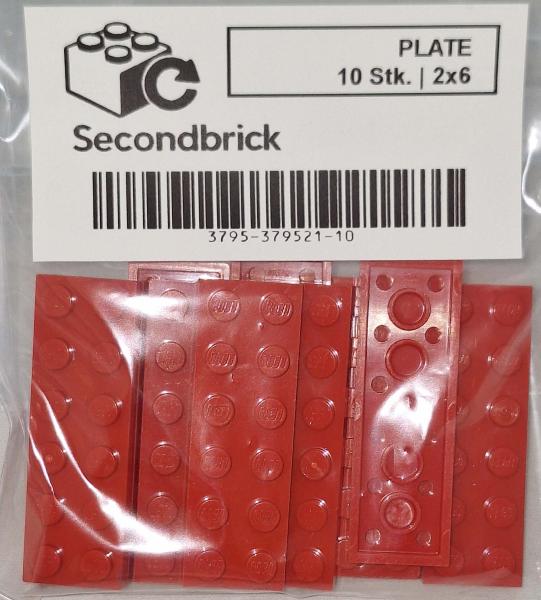 PLATE
10 Stk. | 2x6
Secondbrick
3795-379521-10